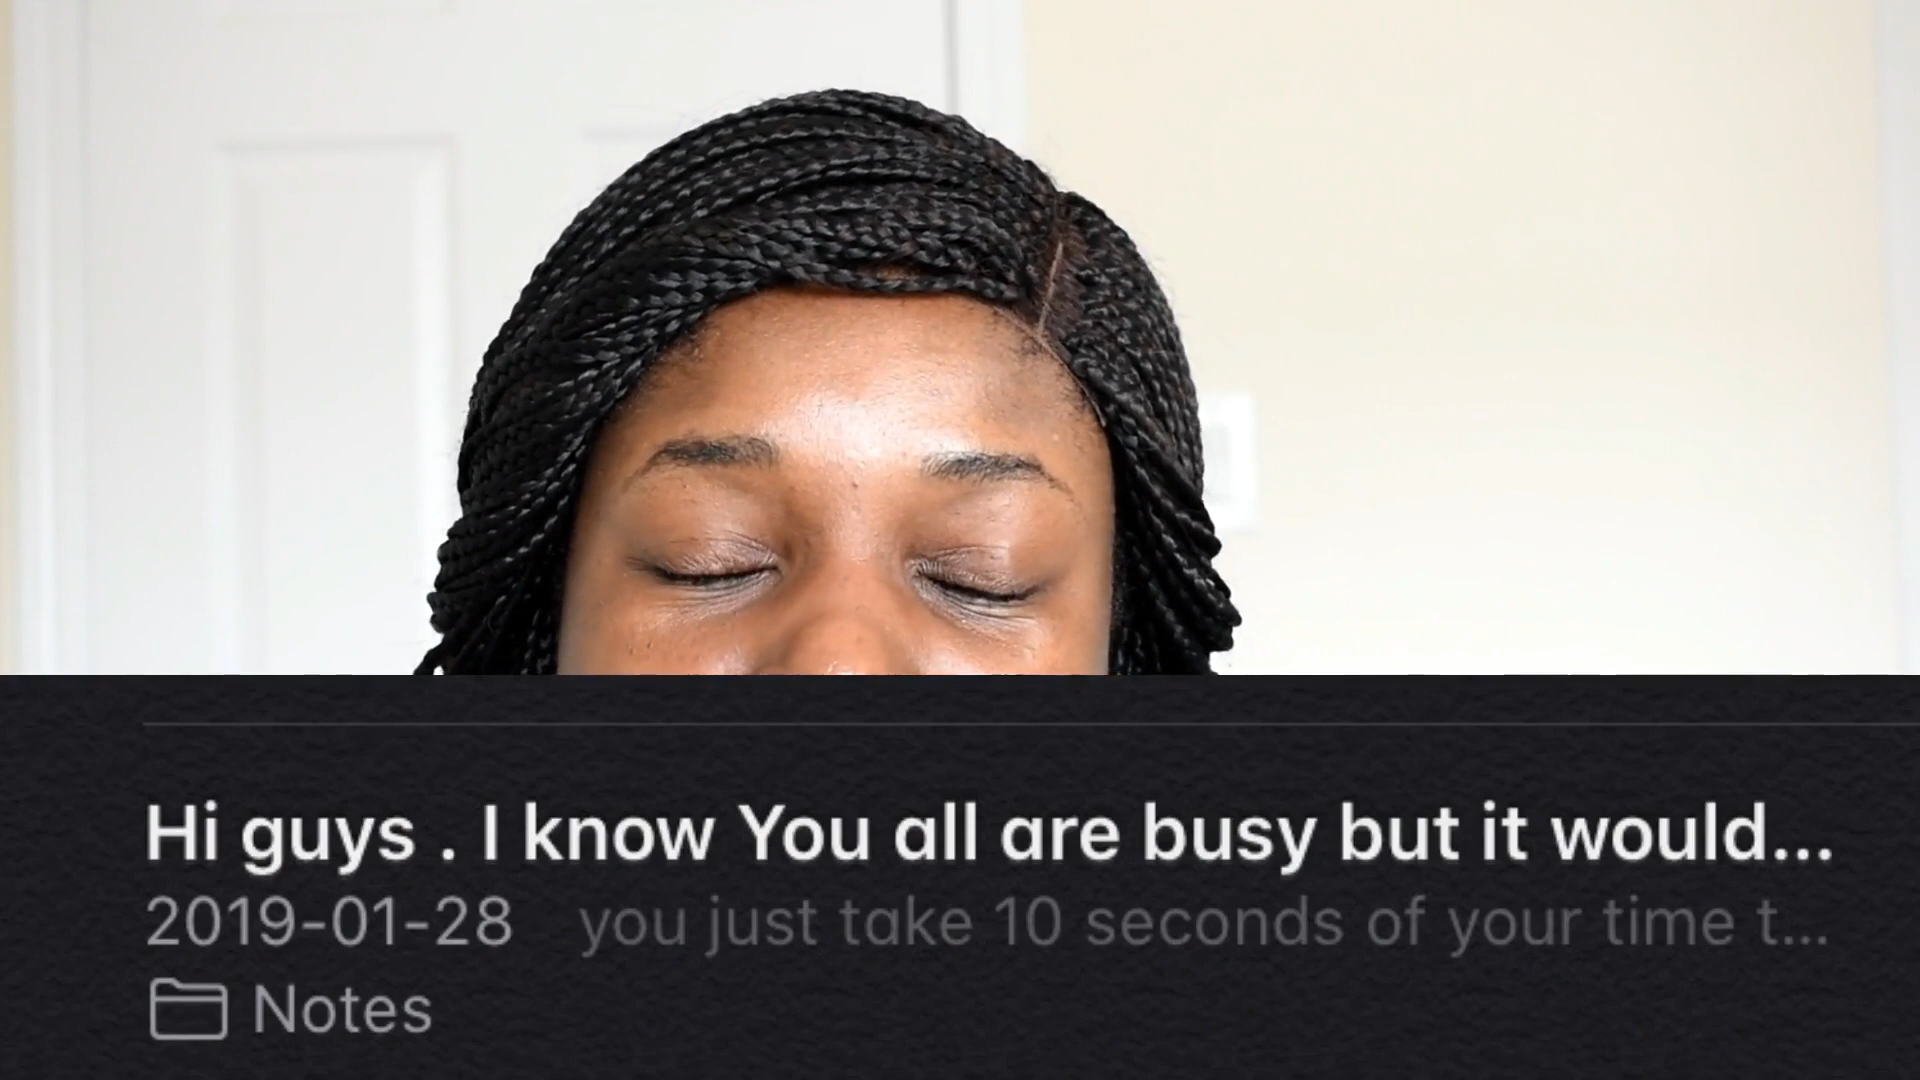 Hi guys . I know You all are busy but it would...
2019-01-28 you just take 10 seconds of your time t...
Notes